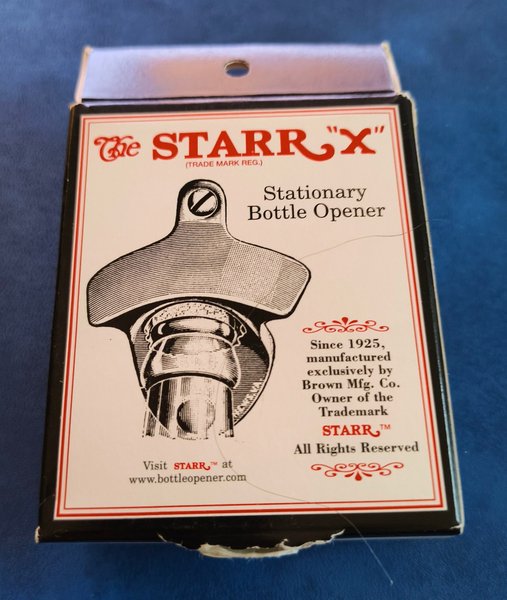 The STARR "X"
(TRADE MARK REG.)
Stationary
Bottle Opener
Since 1925,
manufactured
exclusively by
Brown Mfg. Co.
Owner of the
Trademark
STARR™
All Rights Reserved
Visit STARR™ at
www.bottleopener.com